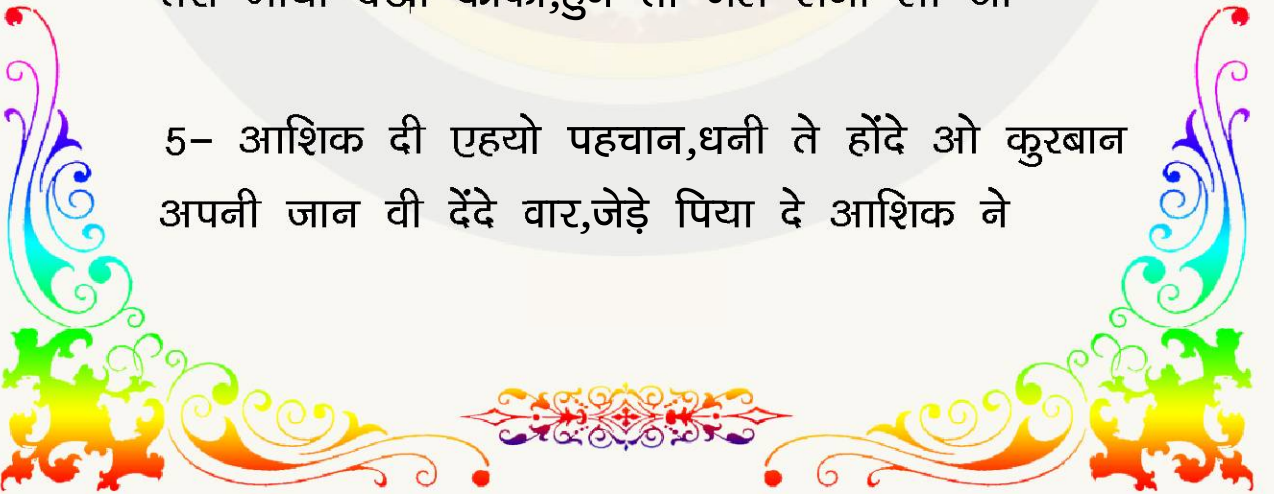 5– आशिक दी एहयो पहचान,धनी ते होंदे ओ कुरबान
अपनी जान वी देंदे वार,जेड़े पिया दे आशिक ने